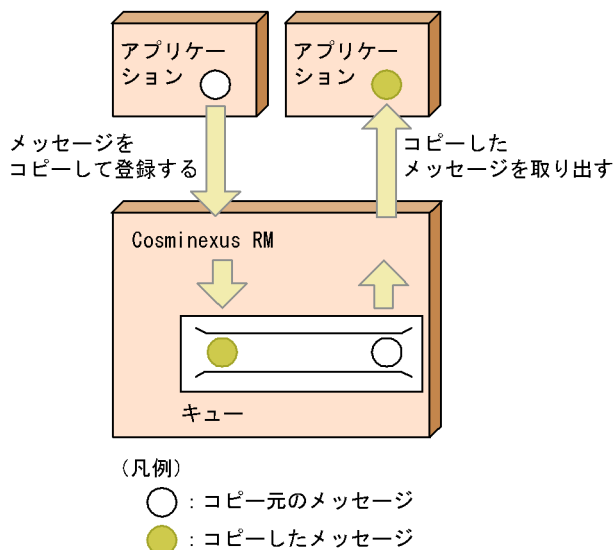 アプリケー
ション
アプリケー
ション
メッセージを
コピーして登録する
コピーした
メッセージを取り出す
Cosminexus RM
キュー
（凡例）
：コピー元のメッセージ
：コピーしたメッセージ